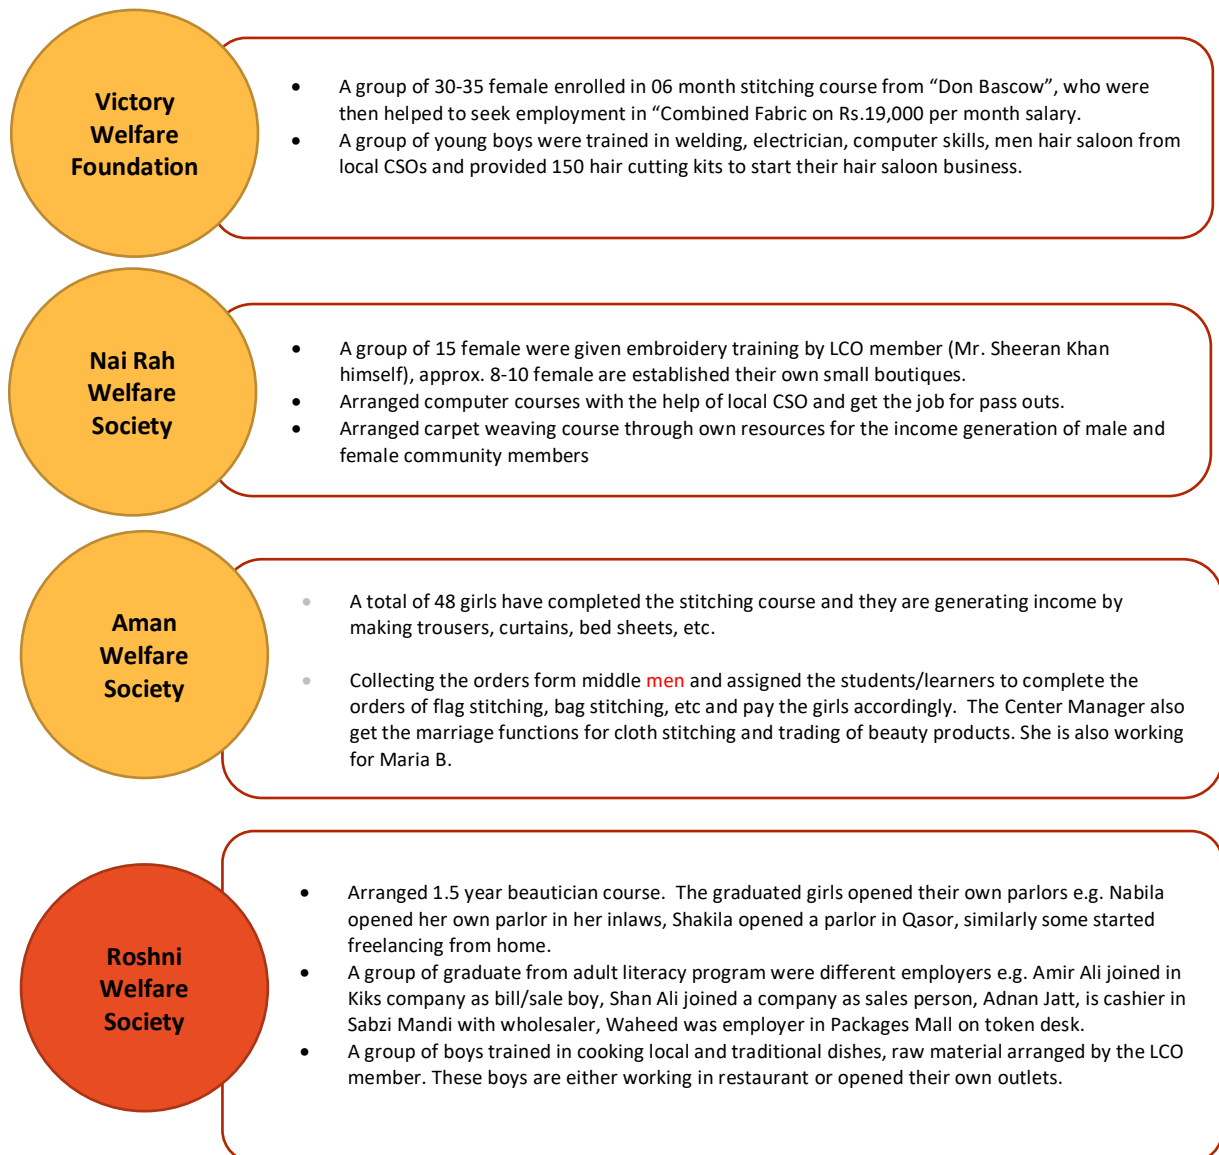 Victory
Welfare
Foundation
• A group of 30-35 female enrolled in 06 month stitching course from “Don Bascow”, who were
then helped to seek employment in “Combined Fabric on Rs.19,000 per month salary.
• A group of young boys were trained in welding, electrician, computer skills, men hair saloon from
local CSOs and provided 150 hair cutting kits to start their hair saloon business.
Nai Rah
Welfare
Society
• A group of 15 female were given embroidery training by LCO member (Mr. Sheeran Khan
himself), approx. 8-10 female are established their own small boutiques.
• Arranged computer courses with the help of local CSO and get the job for pass outs.
• Arranged carpet weaving course through own resources for the income generation of male and
female community members
Aman
Welfare
Society
• A total of 48 girls have completed the stitching course and they are generating income by
making trousers, curtains, bed sheets, etc.
• Collecting the orders form middle men and assigned the students/learners to complete the
orders of flag stitching, bag stitching, etc and pay the girls accordingly.  The Center Manager also
get the marriage functions for cloth stitching and trading of beauty products. She is also working
for Maria B.
Roshni
Welfare
Society
• Arranged 1.5 year beautician course.  The graduated girls opened their own parlors e.g. Nabila
opened her own parlor in her inlaws, Shakila opened a parlor in Qasor, similarly some started
freelancing from home.
• A group of graduate from adult literacy program were different employers e.g. Amir Ali joined in
Kiks company as bill/sale boy, Shan Ali joined a company as sales person, Adnan Jatt, is cashier in
Sabzi Mandi with wholesaler, Waheed was employer in Packages Mall on token desk.
• A group of boys trained in cooking local and traditional dishes, raw material arranged by the LCO
member. These boys are either working in restaurant or opened their own outlets.